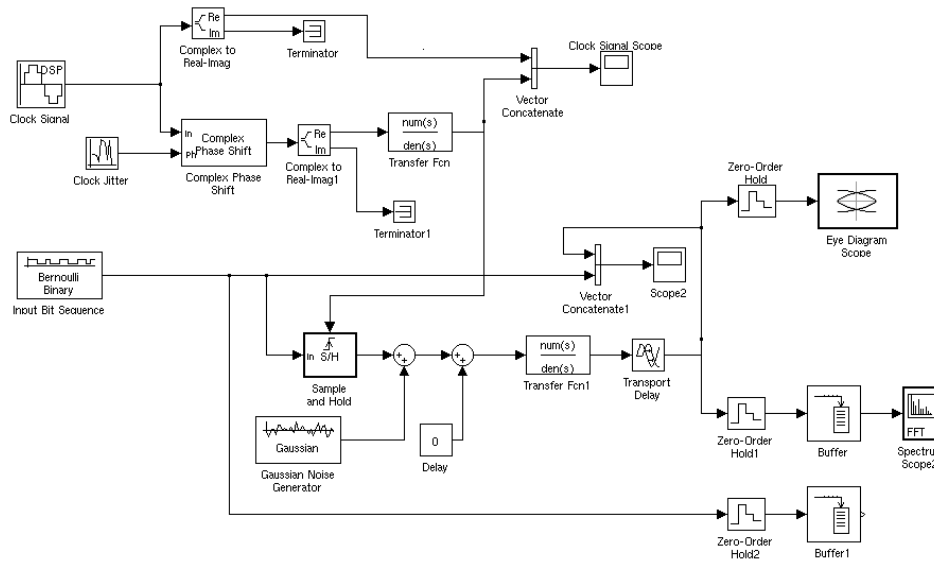 Re
Im
Complex to
Real-Imag
Terminator
Clock Signal Scope
Vector
Concatenate
DSP
Clock Signal
In
Ph
Complex
Phase Shift
Complex Phase
Shift
Clock Jitter
Re
Im
Complex to
Real-Imag1
num(s)
den(s)
Transfer Fcn
Terminator1
Zero-Order
Hold
Eye Diagram
Scope
Bernoulli
Binary
Input Bit Sequence
Vector
Concatenate1
Scope2
In
S/H
Sample
and Hold
+
+
+
+
num(s)
den(s)
Transfer Fcn1
Transport
Delay
Gaussian
Gaussian Noise
Generator
0
Delay
Zero-Order
Hold1
Buffer
FFT
Spectru
Scope2
Zero-Order
Hold2
Buffer1